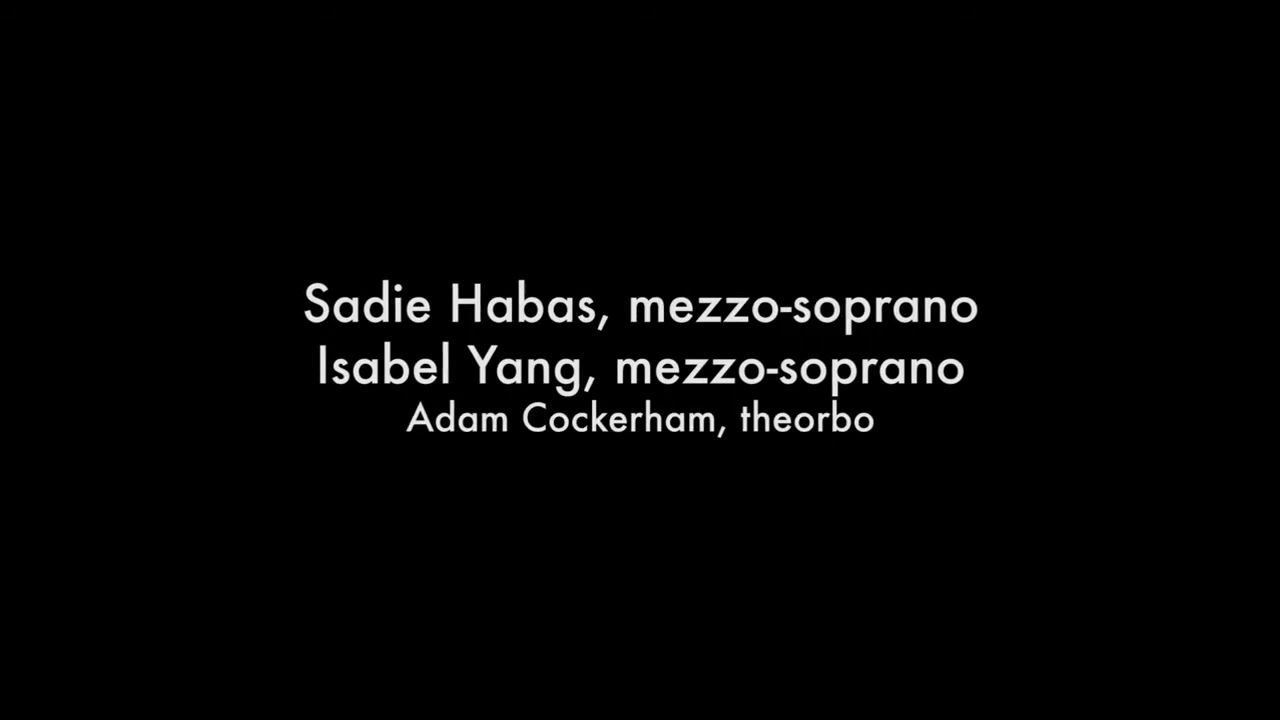 Sadie Habas, mezzo-soprano
Isabel Yang, mezzo-soprano
Adam Cockerham, theorbo